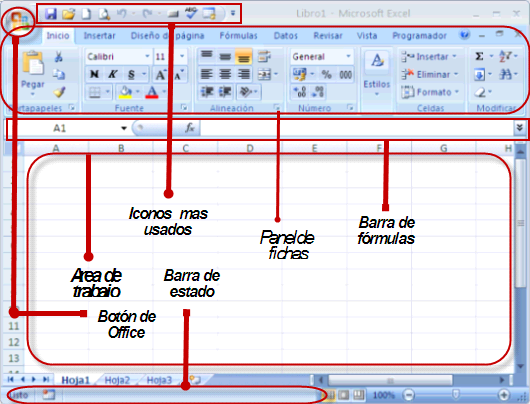 Libro1 - Microsoft Excel
Inicio Insertar Diseño de página Fórmulas Datos Revisar Vista Programador
Calibri 11 General Insertar Σ
Pegar N K S Eliminar
% 000 Estilos Formato
Fuente Alineación Número Celdas Modificar
A1 fx
A B C D E F G H
Iconos mas
usados
Panel de
fichas
Barra de
fórmulas
Area de
trabajo
Barra de
estado
Botón de
Office
11
12
13
14
Hoja1 Hoja2 Hoja3
Listo 100%